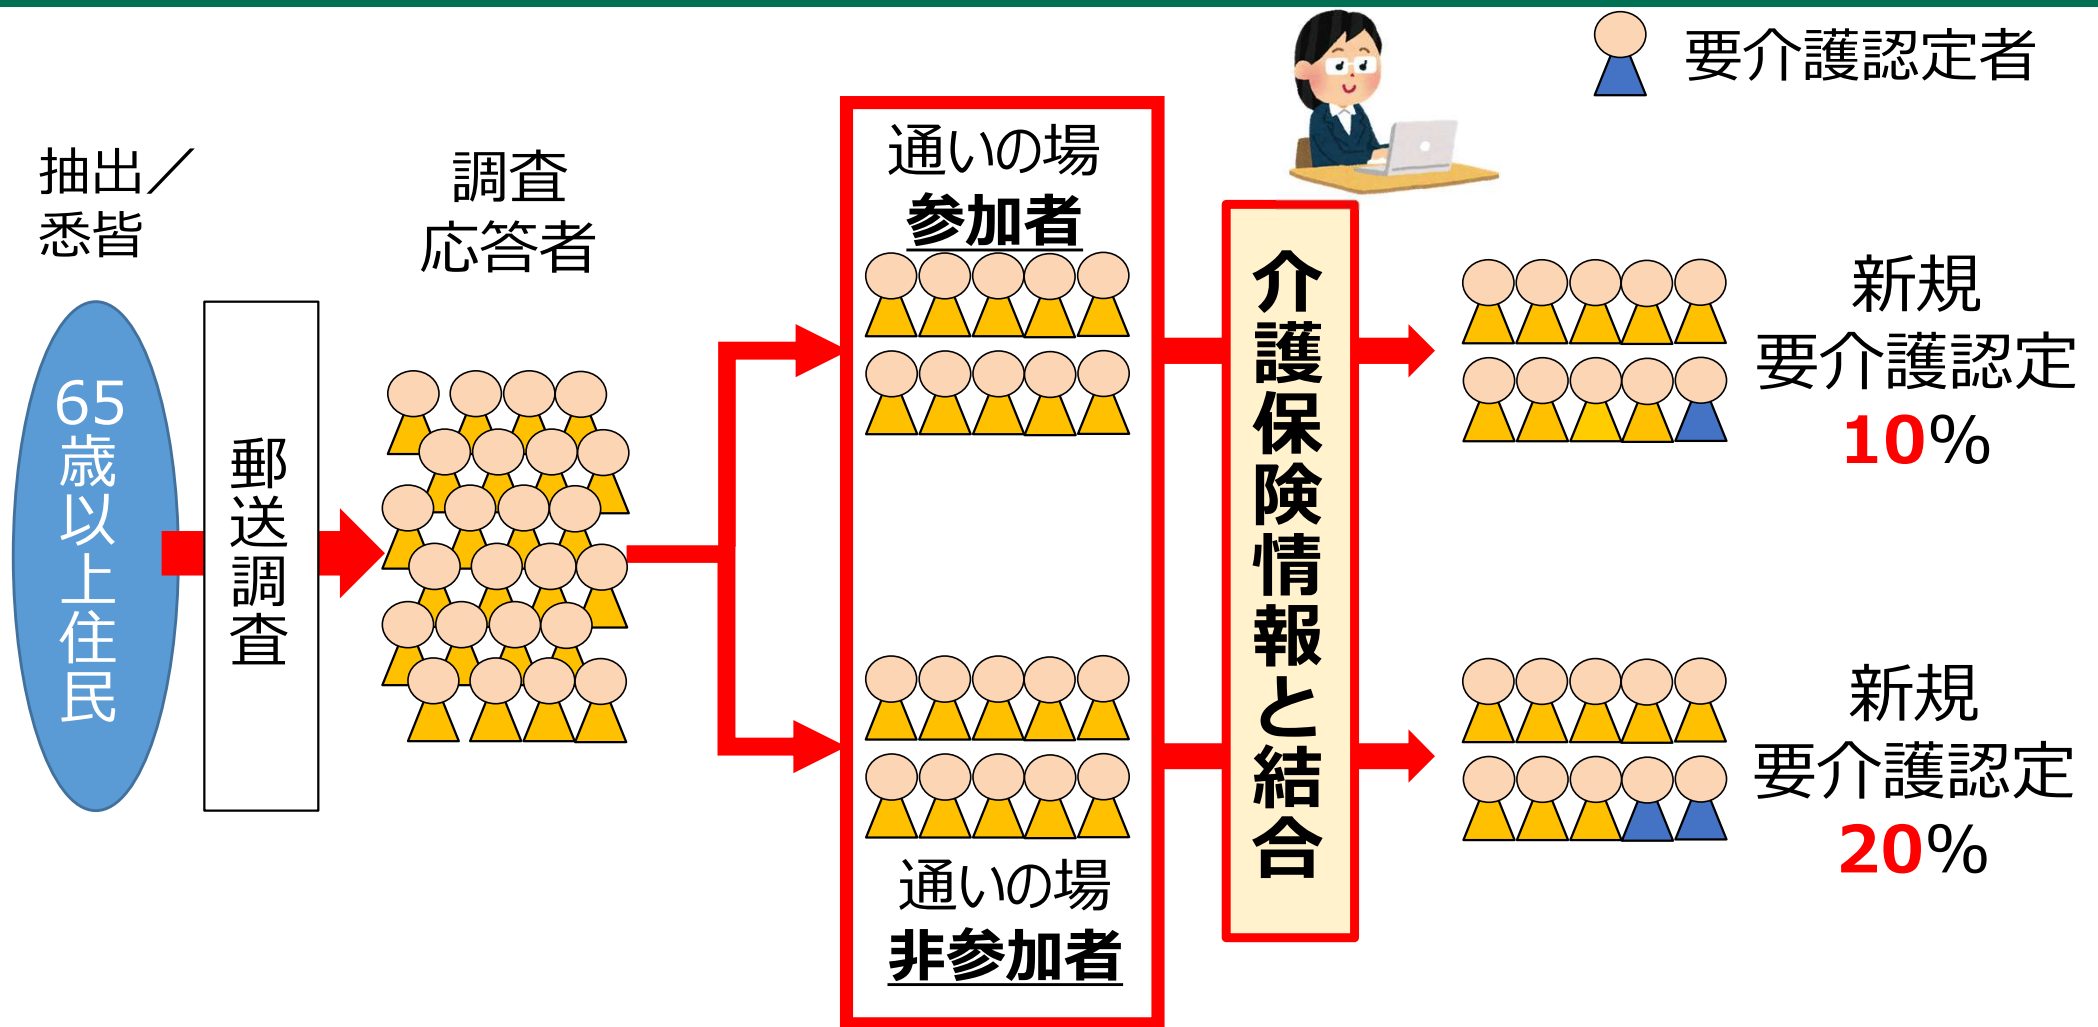 抽出／
悉皆
65歳以上住民
郵送調査
調査
応答者
通いの場
参加者
通いの場
非参加者
介護保険情報と結合
要介護認定者
新規
要介護認定
10%
新規
要介護認定
20%